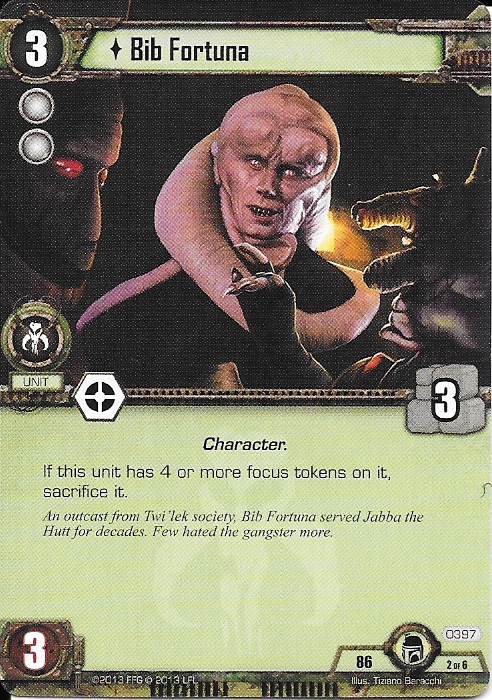 3
Bib Fortuna
UNIT
3
Character.
If this unit has 4 or more focus tokens on it,
sacrifice it.
An outcast from Twi'lek society, Bib Fortuna served Jabba the
Hutt for decades. Few hated the gangster more.
3
0397
86
2 OF 6
©2013 FFG © 2013 LFL
Illus. Tiziano Baracchi